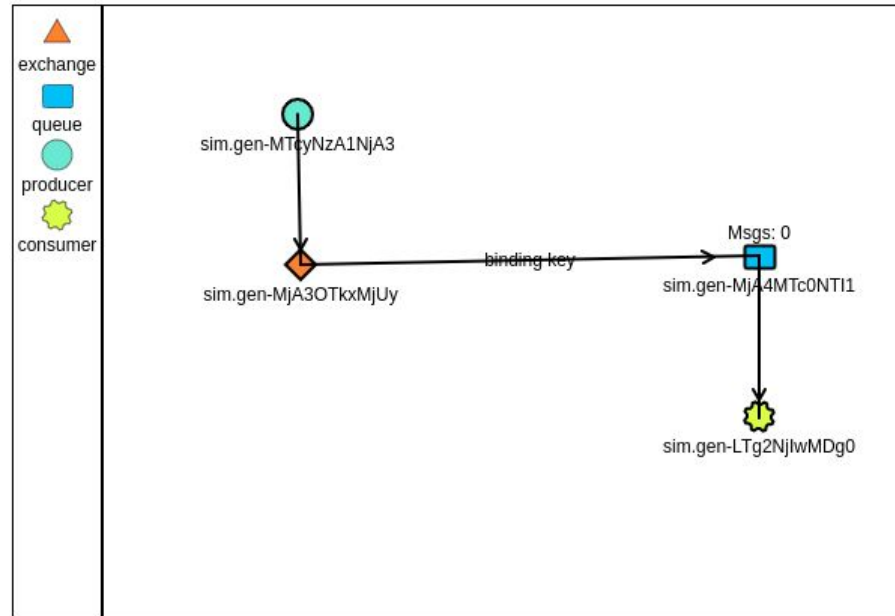 exchange
queue
producer
consumer
sim.gen-MTcyNzA1NjA3
sim.gen-MjA3OTkxMjUy
binding key
Msgs: 0
sim.gen-MjA4MTc0NTI1
sim.gen-LTg2NjIwMDg0